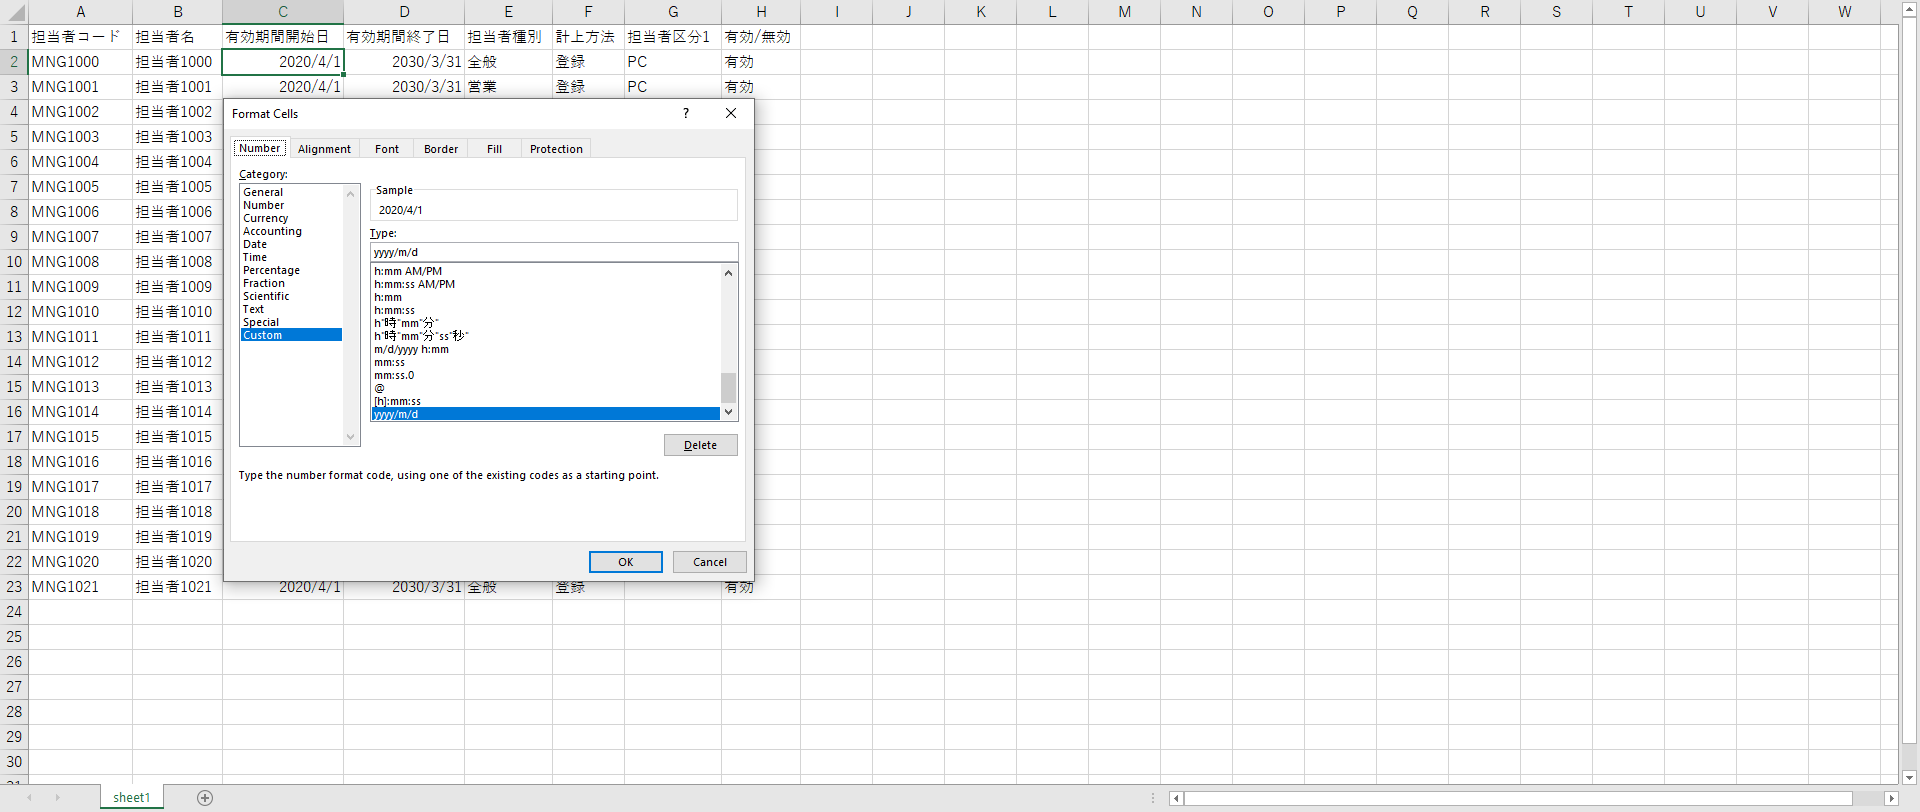 A B C D E F G H I J K L M N O P Q R S T U V W
1 担当者コード 担当者名 有効期間開始日 有効期間終了日 担当者種別 計上方法 担当者区分1 有効/無効
2 MNG1000 担当者1000 2020/4/1 2030/3/31 全般 登録 PC 有効
3 MNG1001 担当者1001 2020/4/1 2030/3/31 営業 登録 PC 有効
4 MNG1002 担当者1002
5 MNG1003 担当者1003
6 MNG1004 担当者1004
7 MNG1005 担当者1005
8 MNG1006 担当者1006
9 MNG1007 担当者1007
10 MNG1008 担当者1008
11 MNG1009 担当者1009
12 MNG1010 担当者1010
13 MNG1011 担当者1011
14 MNG1012 担当者1012
15 MNG1013 担当者1013
16 MNG1014 担当者1014
17 MNG1015 担当者1015
18 MNG1016 担当者1016
19 MNG1017 担当者1017
20 MNG1018 担当者1018
21 MNG1019 担当者1019
22 MNG1020 担当者1020
23 MNG1021 担当者1021 2020/4/1 2030/3/31 全般 登録 有効
24
25
26
27
28
29
30
Format Cells ?
Number Alignment Font Border Fill Protection
Category:
General
Number
Currency
Accounting
Date
Time
Percentage
Fraction
Scientific
Text
Special
Custom
Sample
2020/4/1
Type:
yyyy/m/d
h:mm AM/PM
h:mm:ss AM/PM
h:mm
h:mm:ss
h"時"mm"分"
h"時"mm"分"ss"秒"
m/d/yyyy h:mm
mm:ss
mm:ss.0
@
[h]:mm:ss
yyyy/m/d
Delete
Type the number format code, using one of the existing codes as a starting point.
OK Cancel
sheet1